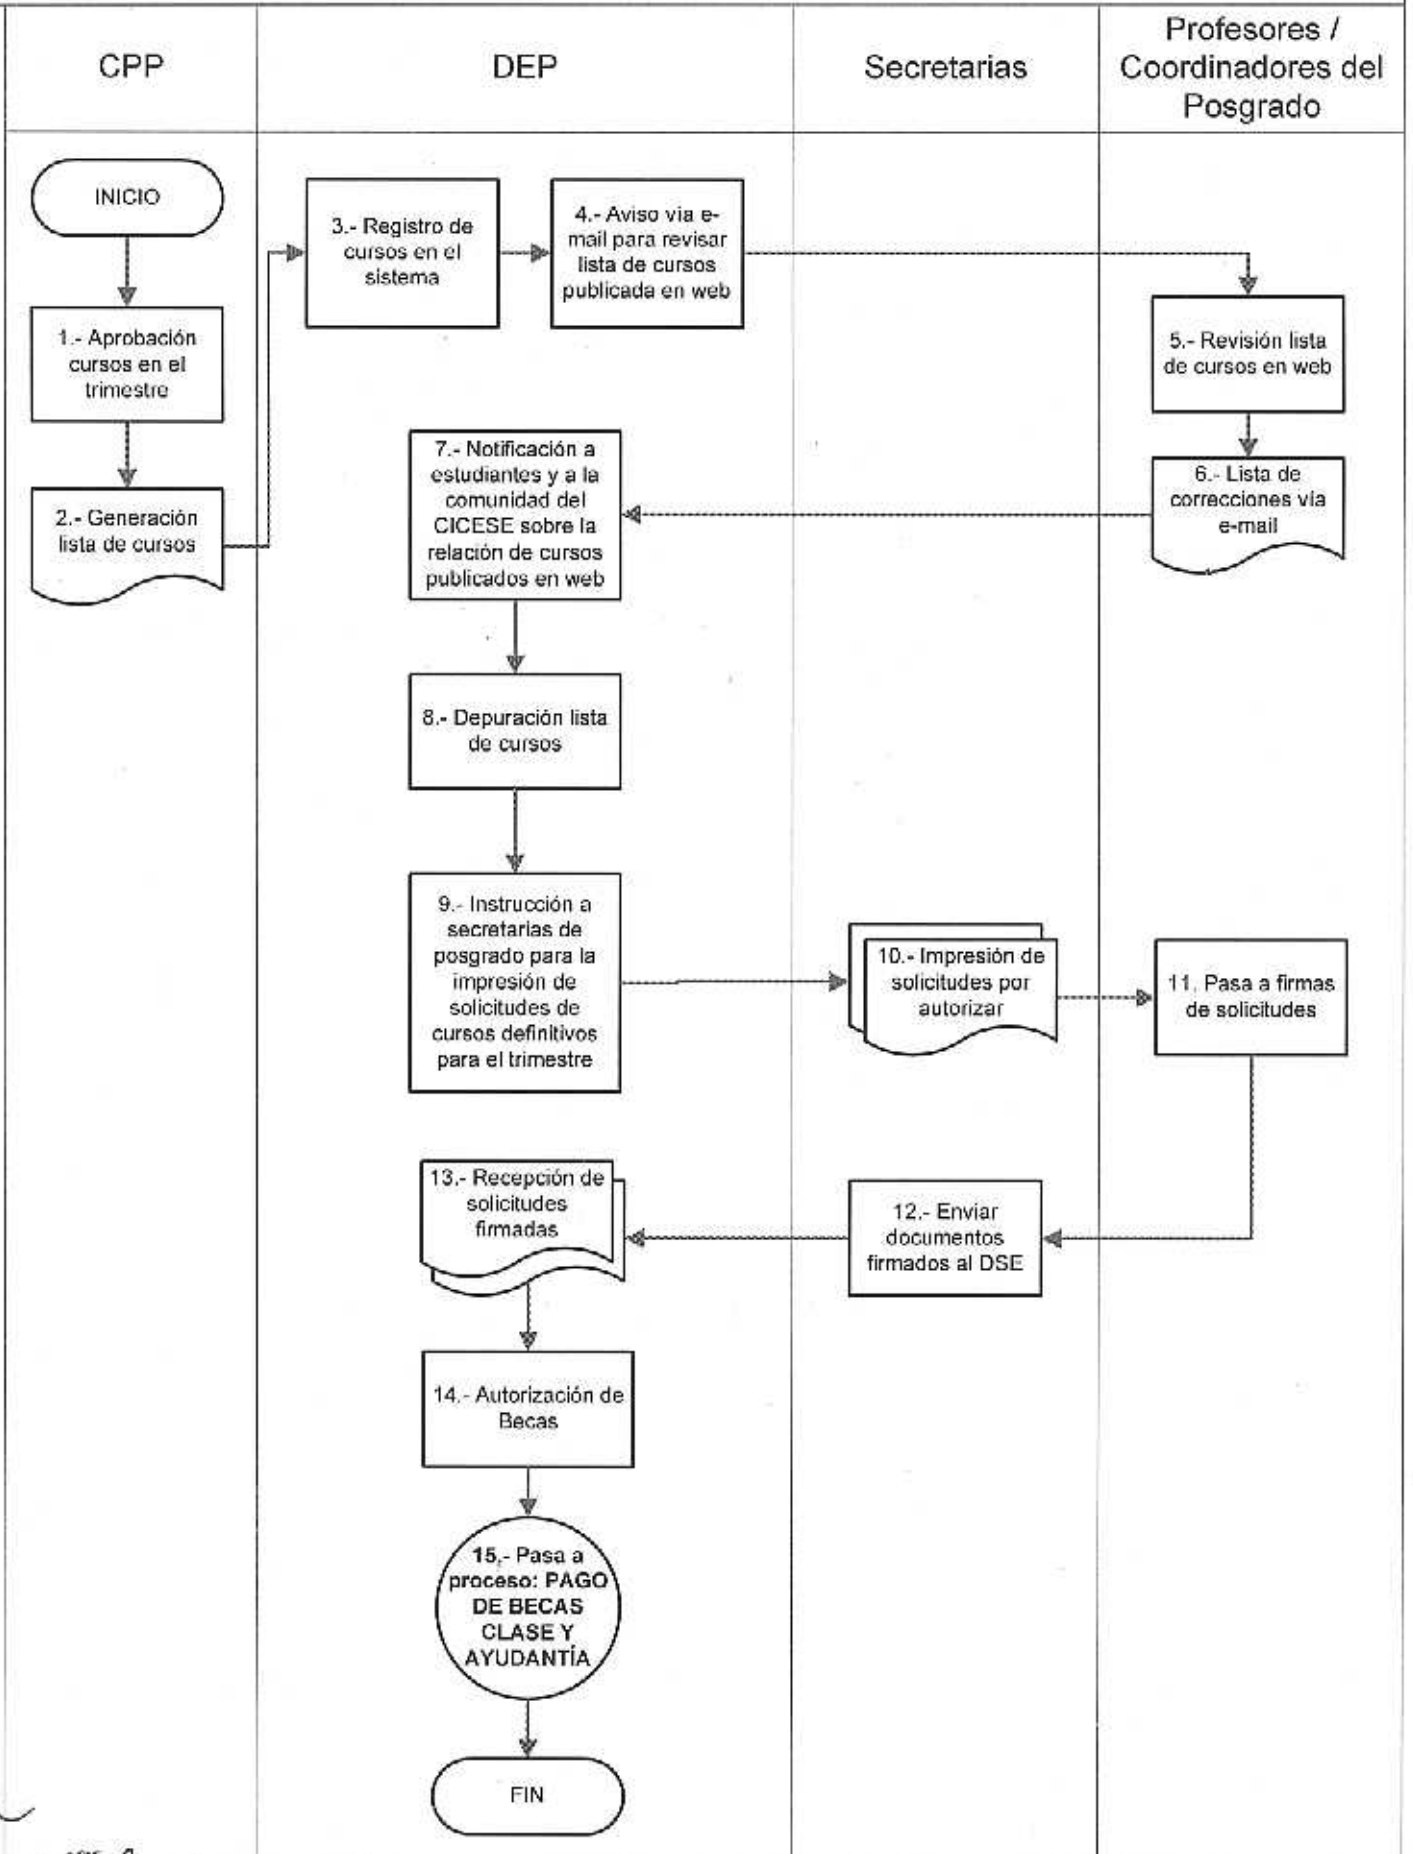 CPP
DEP
Secretarias
Profesores /
Coordinadores del
Posgrado
INICIO
1.- Aprobación
cursos en el
trimestre
2.- Generación
lista de cursos
3.- Registro de
cursos en el
sistema
4.- Aviso via e-
mail para revisar
lista de cursos
publicada en web
5.- Revisión lista
de cursos en web
6.- Lista de
correcciones vía
e-mail
7.- Notificación a
estudiantes y a la
comunidad del
CICESE sobre la
relación de cursos
publicados en web
8.- Depuración lista
de cursos
9.- Instrucción a
secretarias de
posgrado para la
impresión de
solicitudes de
cursos definitivos
para el trimestre
10.- Impresión de
solicitudes por
autorizar
11. Pasa a firmas
de solicitudes
12.- Enviar
documentos
firmados al DSE
13.- Recepción de
solicitudes
firmadas
14.- Autorización de
Becas
15.- Pasa a
proceso: PAGO
DE BECAS
CLASE Y
AYUDANTÍA
FIN